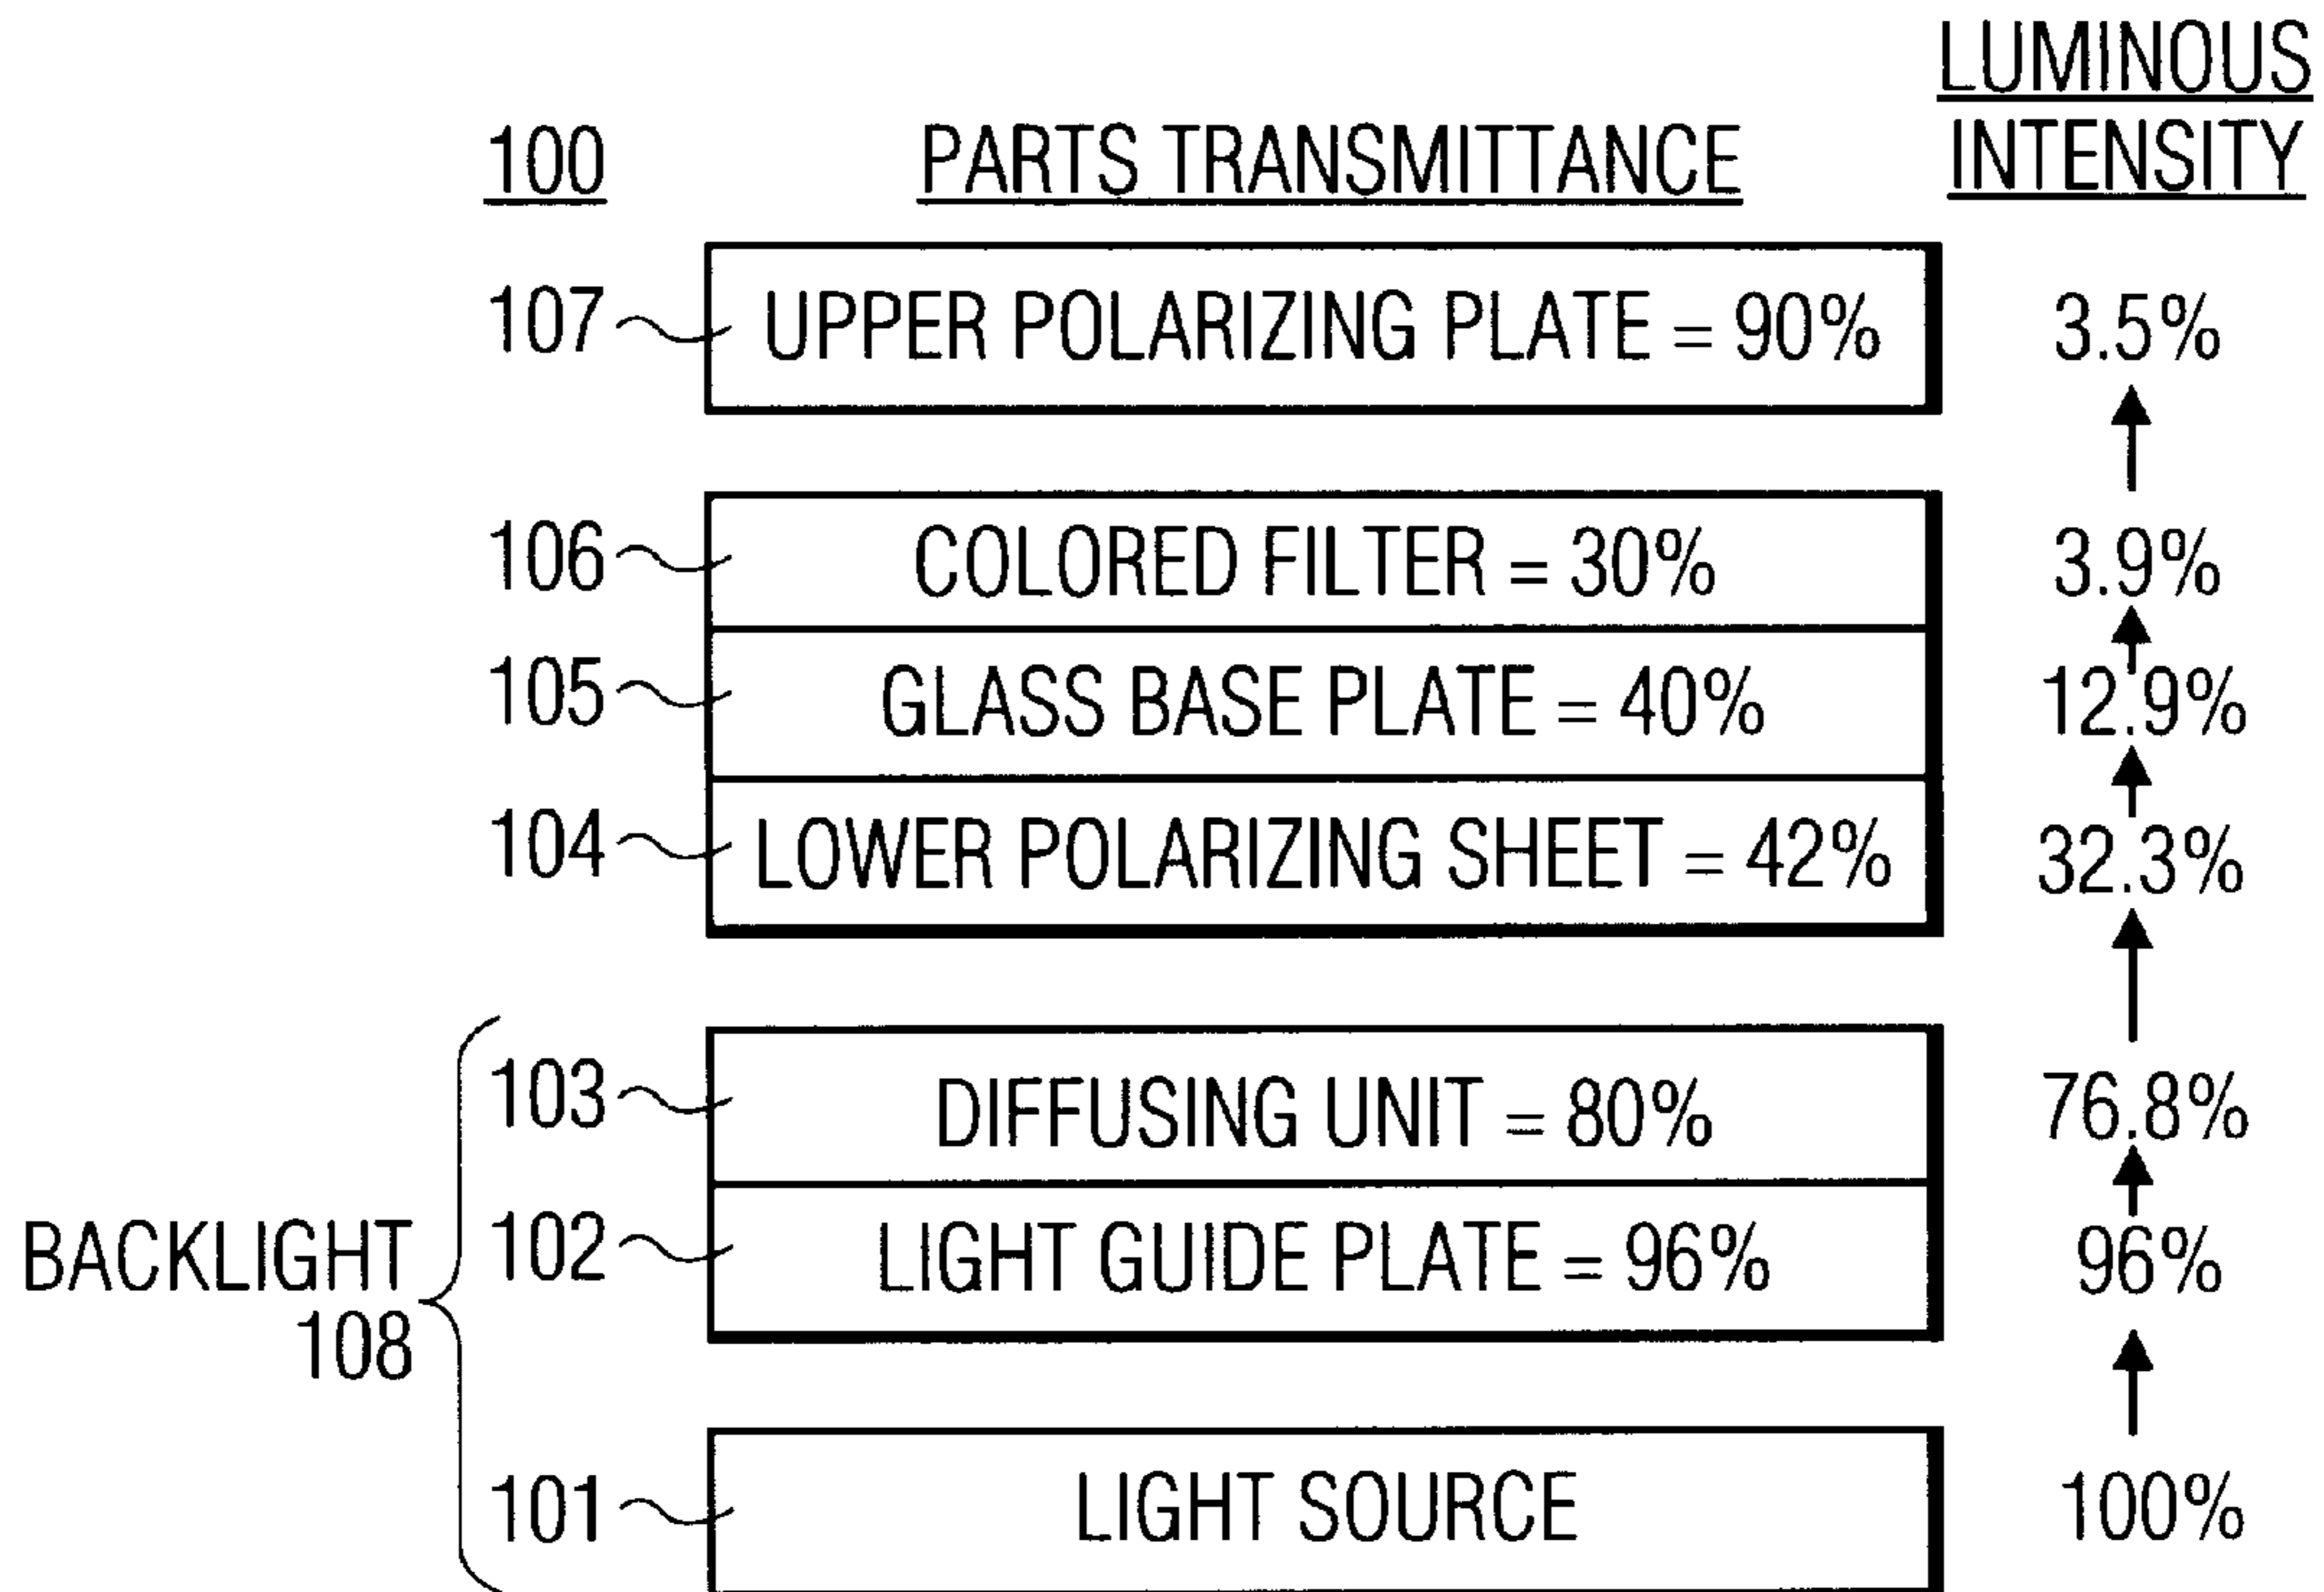 LUMINOUS
INTENSITY
100 PARTS TRANSMITTANCE
107 UPPER POLARIZING PLATE = 90% 3.5%
106 COLORED FILTER = 30% 3.9%
105 GLASS BASE PLATE = 40% 12.9%
104 LOWER POLARIZING SHEET = 42% 32.3%
103 DIFFUSING UNIT = 80% 76.8%
102 LIGHT GUIDE PLATE = 96% 96%
BACKLIGHT
108
101 LIGHT SOURCE 100%